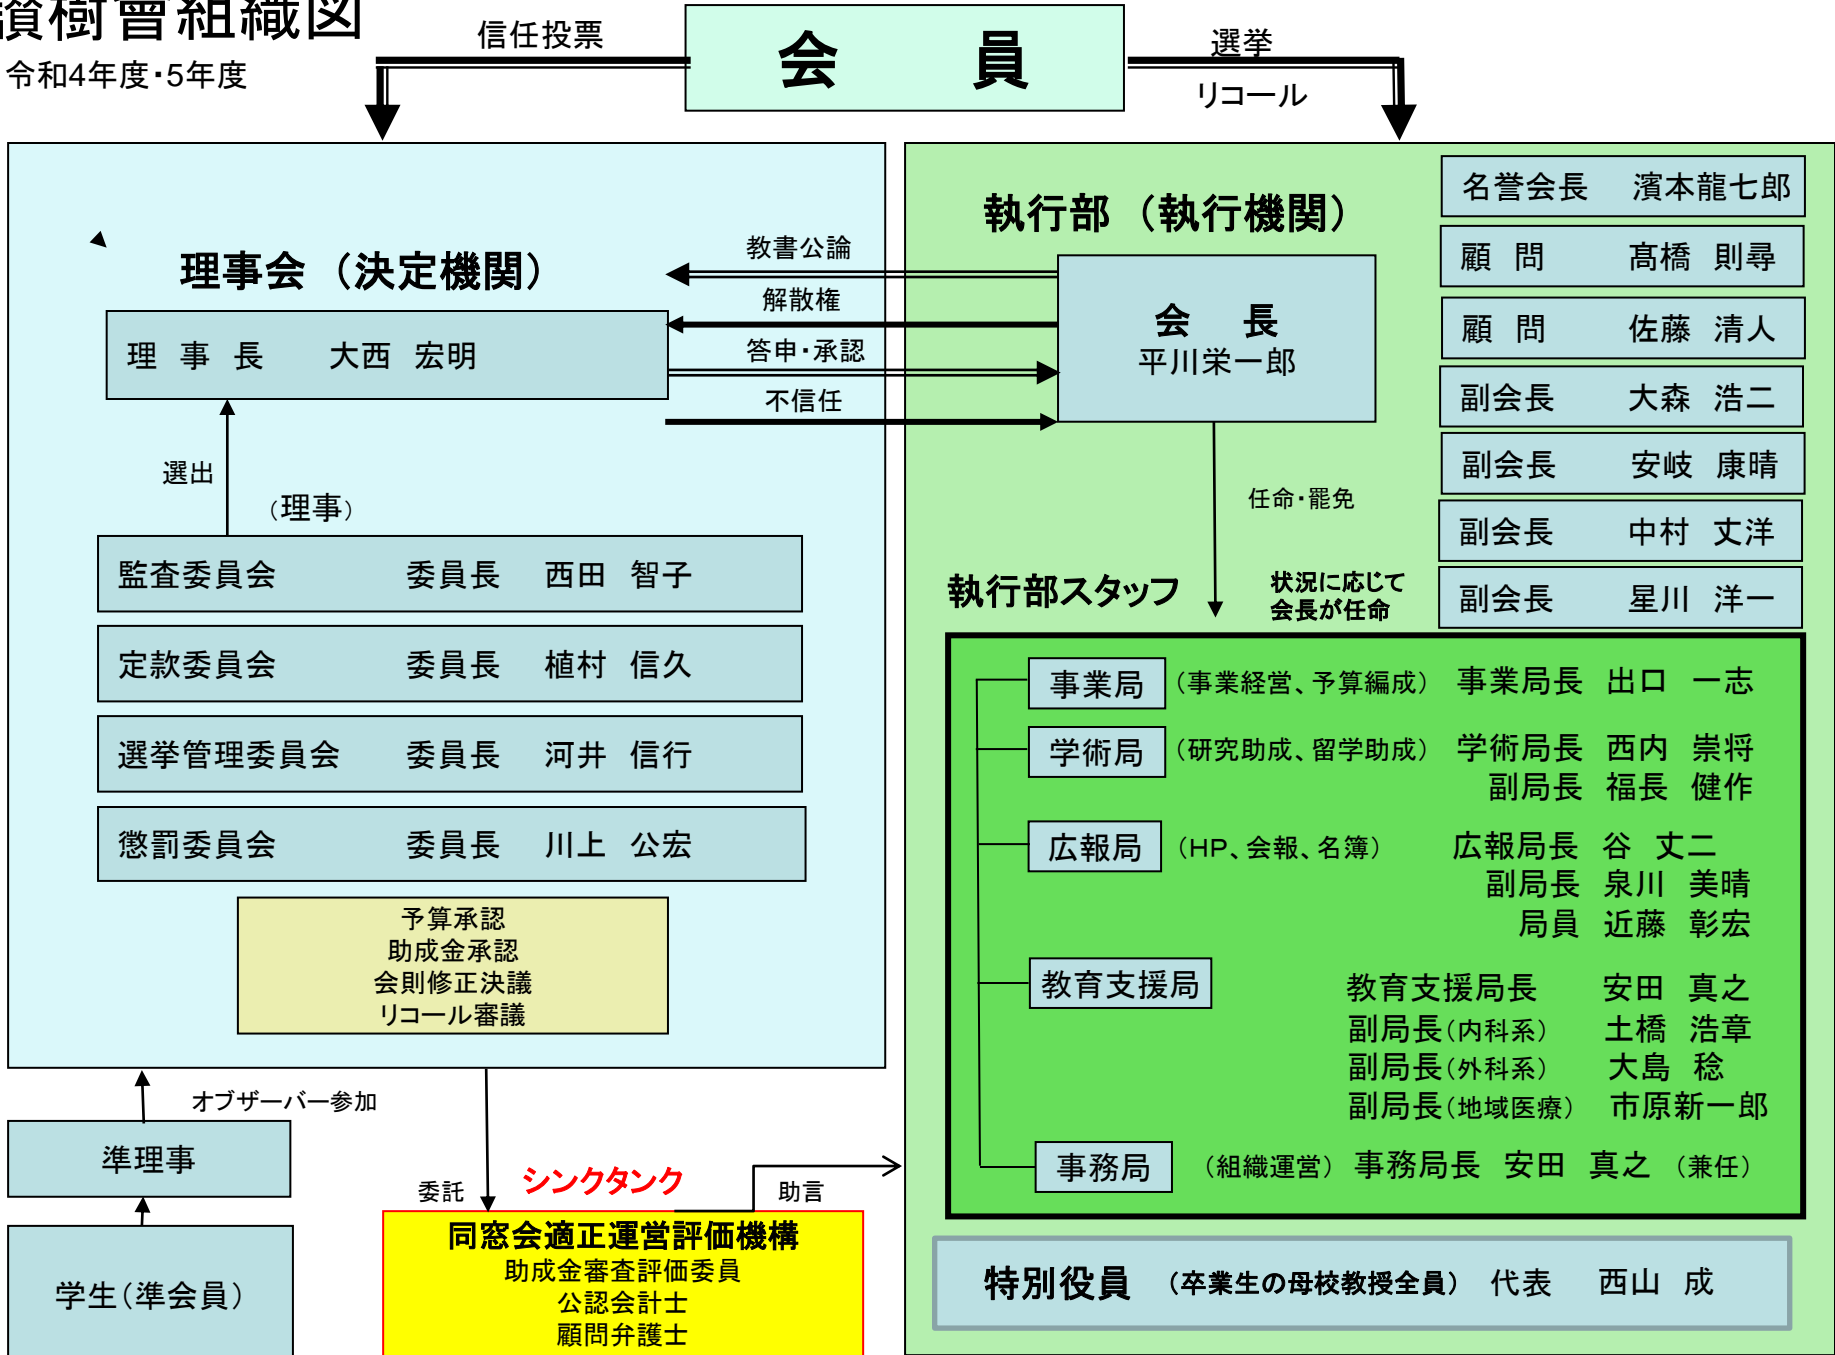 讃樹會組織図
令和4年度・5年度
信任投票
会　員
選挙
リコール
理事会（決定機関）
理事長　大西 宏明
選出
（理事）
監査委員会　委員長　西田 智子
定款委員会　委員長　植村 信久
選挙管理委員会　委員長　河井 信行
懲罰委員会　委員長　川上 公宏
予算承認
助成金承認
会則修正決議
リコール審議
教書公論
解散権
答申・承認
不信任
執行部（執行機関）
会　長
平川栄一郎
任命・罷免
名誉会長　濱本龍七郎
顧問　髙橋 則尋
顧問　佐藤 清人
副会長　大森 浩二
副会長　安岐 康晴
副会長　中村 丈洋
副会長　星川 洋一
執行部スタッフ
状況に応じて
会長が任命
事業局（事業経営、予算編成）事業局長 出口 一志
学術局（研究助成、留学助成）学術局長 西内 崇将
副局長 福長 健作
広報局（HP、会報、名簿）広報局長 谷 丈二
副局長 泉川 美晴
局員 近藤 彰宏
教育支援局　教育支援局長　安田 真之
副局長（内科系）　土橋 浩章
副局長（外科系）　大島 稔
副局長（地域医療）　市原新一郎
事務局（組織運営）事務局長 安田 真之（兼任）
特別役員（卒業生の母校教授全員）代表　西山 成
オブザーバー参加
準理事
学生（準会員）
委託
シンクタンク
助言
同窓会適正運営評価機構
助成金審査評価委員
公認会計士
顧問弁護士